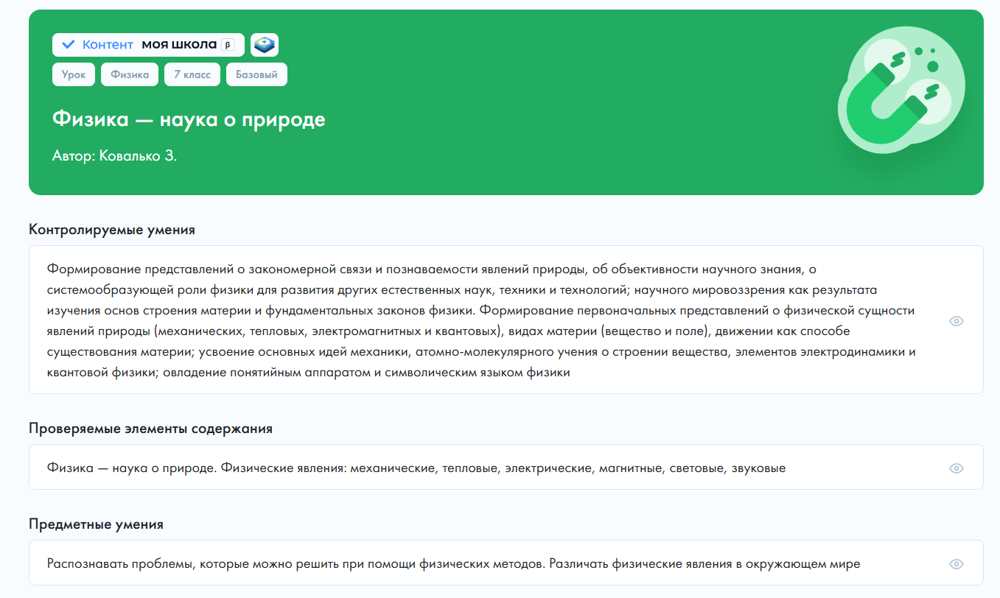 Контент моя школа β
Урок Физика 7 класс Базовый
Физика — наука о природе
Автор: Ковалько З.
Контролируемые умения
Формирование представлений о закономерной связи и познаваемости явлений природы, об объективности научного знания, о
системообразующей роли физики для развития других естественных наук, техники и технологий; научного мировоззрения как результата
изучения основ строения материи и фундаментальных законов физики. Формирование первоначальных представлений о физической сущности
явлений природы (механических, тепловых, электромагнитных и квантовых), видах материи (вещество и поле), движении как способе
существования материи; усвоение основных идей механики, атомно-молекулярного учения о строении вещества, элементов электродинамики и
квантовой физики; овладение понятийным аппаратом и символическим языком физики
Проверяемые элементы содержания
Физика — наука о природе. Физические явления: механические, тепловые, электрические, магнитные, световые, звуковые
Предметные умения
Распознавать проблемы, которые можно решить при помощи физических методов. Различать физические явления в окружающем мире